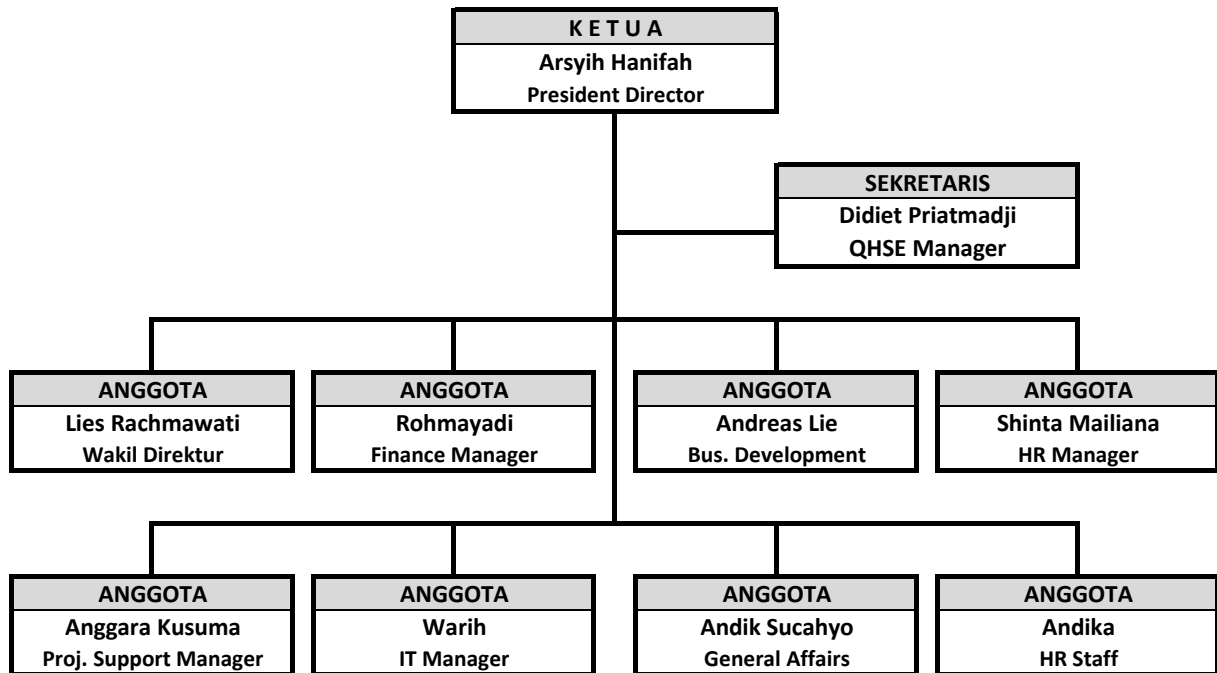 K E T U A
Arsyih Hanifah
President Director
SEKRETARIS
Didiet Priatmadji
QHSE Manager
ANGGOTA
Lies Rachmawati
Wakil Direktur
ANGGOTA
Rohmayadi
Finance Manager
ANGGOTA
Andreas Lie
Bus. Development
ANGGOTA
Shinta Mailiana
HR Manager
ANGGOTA
Anggara Kusuma
Proj. Support Manager
ANGGOTA
Warih
IT Manager
ANGGOTA
Andik Sucahyo
General Affairs
ANGGOTA
Andika
HR Staff